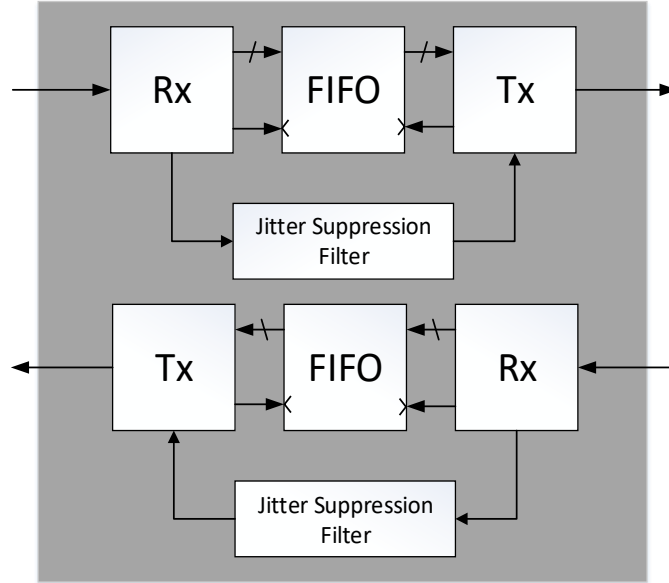 Rx
FIFO
Tx
Jitter Suppression
Filter
Tx
FIFO
Rx
Jitter Suppression
Filter